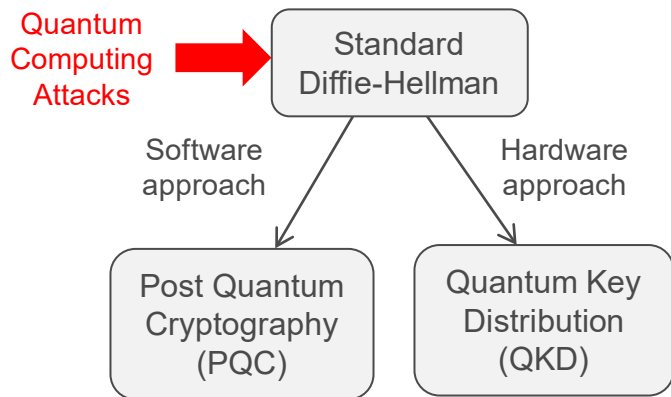 Quantum
Computing
Attacks
Standard
Diffie-Hellman
Software
approach
Hardware
approach
Post Quantum
Cryptography
(PQC)
Quantum Key
Distribution
(QKD)